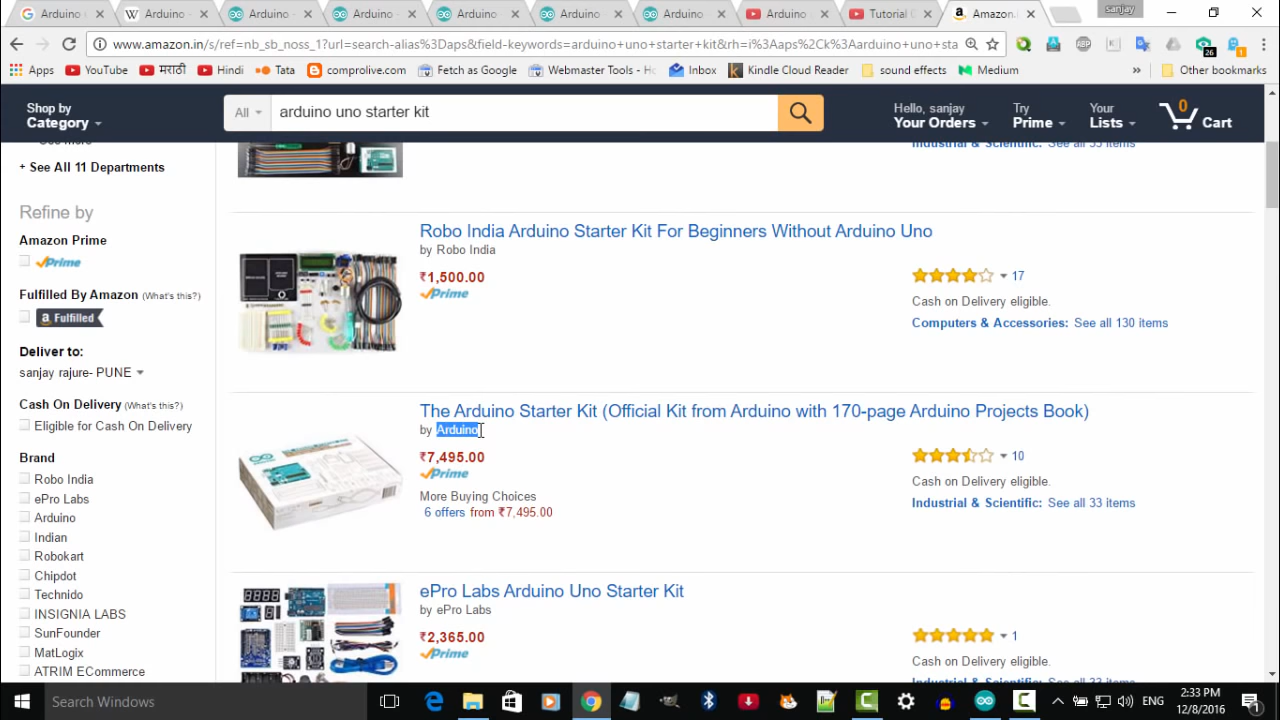 Arduino
Arduino -
Arduino
Arduino
Arduino
Arduino
Arduino
Arduino
Tutorial
Amazon.
sanjay
www.amazon.in/s/ref=nb_sb_noss_1?url=search-alias%3Daps&field-keywords=arduino+uno+starter+kit&rh=i%3Aaps%2Ck%3Aarduino+uno+sta
26
1
Apps
YouTube
मराठी
Hindi
Tata
comprolive.com
Fetch as Google
Webmaster Tools - H
Inbox
Kindle Cloud Reader
sound effects
Medium
»
Other bookmarks
Shop by
Category
All
arduino uno starter kit
Hello, sanjay
Your Orders
Try
Prime
Your
Lists
0
Cart
See more
+ See All 11 Departments
Refine by
Amazon Prime
Prime
Fulfilled By Amazon (What's this?)
a Fulfilled
Deliver to:
sanjay rajure- PUNE
Cash On Delivery (What's this?)
Eligible for Cash On Delivery
Brand
Robo India
ePro Labs
Arduino
Indian
Robokart
Chipdot
Technido
INSIGNIA LABS
SunFounder
MatLogix
ATRIM ECommerce
Industrial & Scientific: See all 33 items
Robo India Arduino Starter Kit For Beginners Without Arduino Uno
by Robo India
₹1,500.00
Prime
17
Cash on Delivery eligible.
Computers & Accessories: See all 130 items
The Arduino Starter Kit (Official Kit from Arduino with 170-page Arduino Projects Book)
by Arduino
₹7,495.00
Prime
More Buying Choices
6 offers from ₹7,495.00
10
Cash on Delivery eligible.
Industrial & Scientific: See all 33 items
ePro Labs Arduino Uno Starter Kit
by ePro Labs
₹2,365.00
Prime
1
Cash on Delivery eligible.
Industrial & Scientific: See all 33 items
Search Windows
ENG
2:33 PM
12/8/2016
1